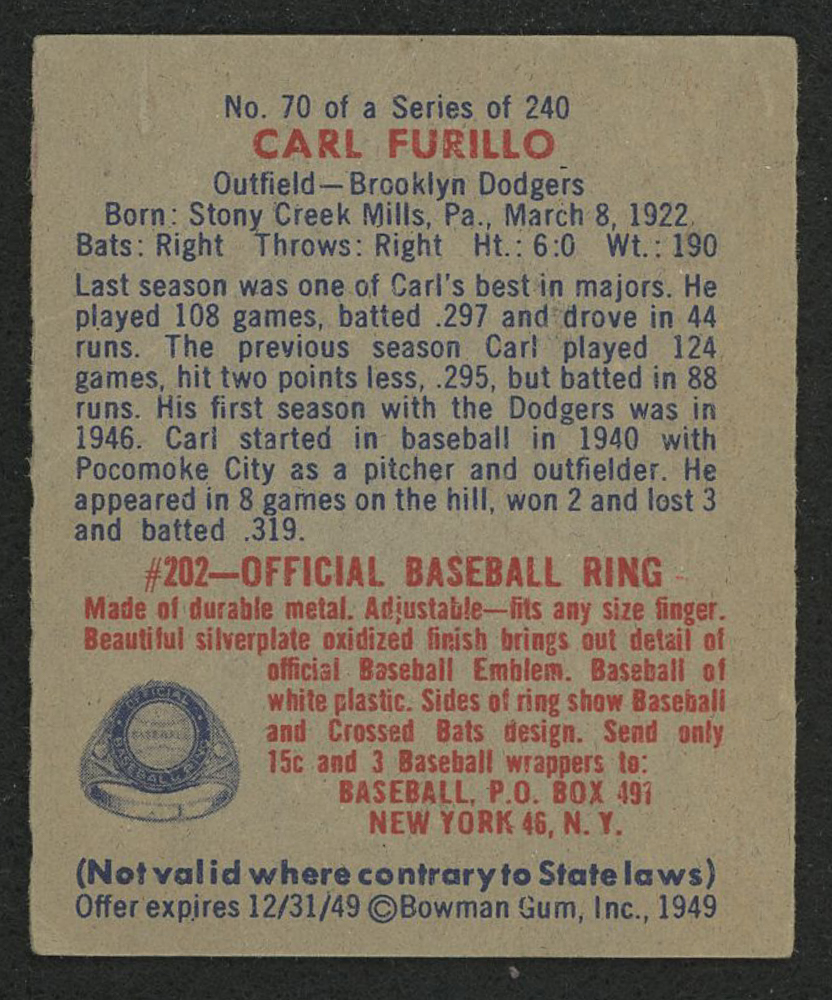 No. 70 of a Series of 240
CARL FURILLO
Outfield—Brooklyn Dodgers
Born: Stony Creek Mills, Pa., March 8, 1922
Bats: Right Throws: Right Ht.: 6:0 Wt.: 190
Last season was one of Carl's best in majors. He
played 108 games, batted .297 and drove in 44
runs. The previous season Carl played 124
games, hit two points less, .295, but batted in 88
runs. His first season with the Dodgers was in
1946. Carl started in baseball in 1940 with
Pocomoke City as a pitcher and outfielder. He
appeared in 8 games on the hill, won 2 and lost 3
and batted .319.
#202—OFFICIAL BASEBALL RING
Made of durable metal. Adjustable—fits any size finger.
Beautiful silverplate oxidized finish brings out detail of
official Baseball Emblem. Baseball of
white plastic. Sides of ring show Baseball
and Crossed Bats design. Send only
15c and 3 Baseball wrappers to:
BASEBALL, P.O. BOX 491
NEW YORK 46, N. Y.
OFFICIAL
BASEBALL
BASEBALL RING
(Not valid where contrary to State laws)
Offer expires 12/31/49 ©Bowman Gum, Inc., 1949